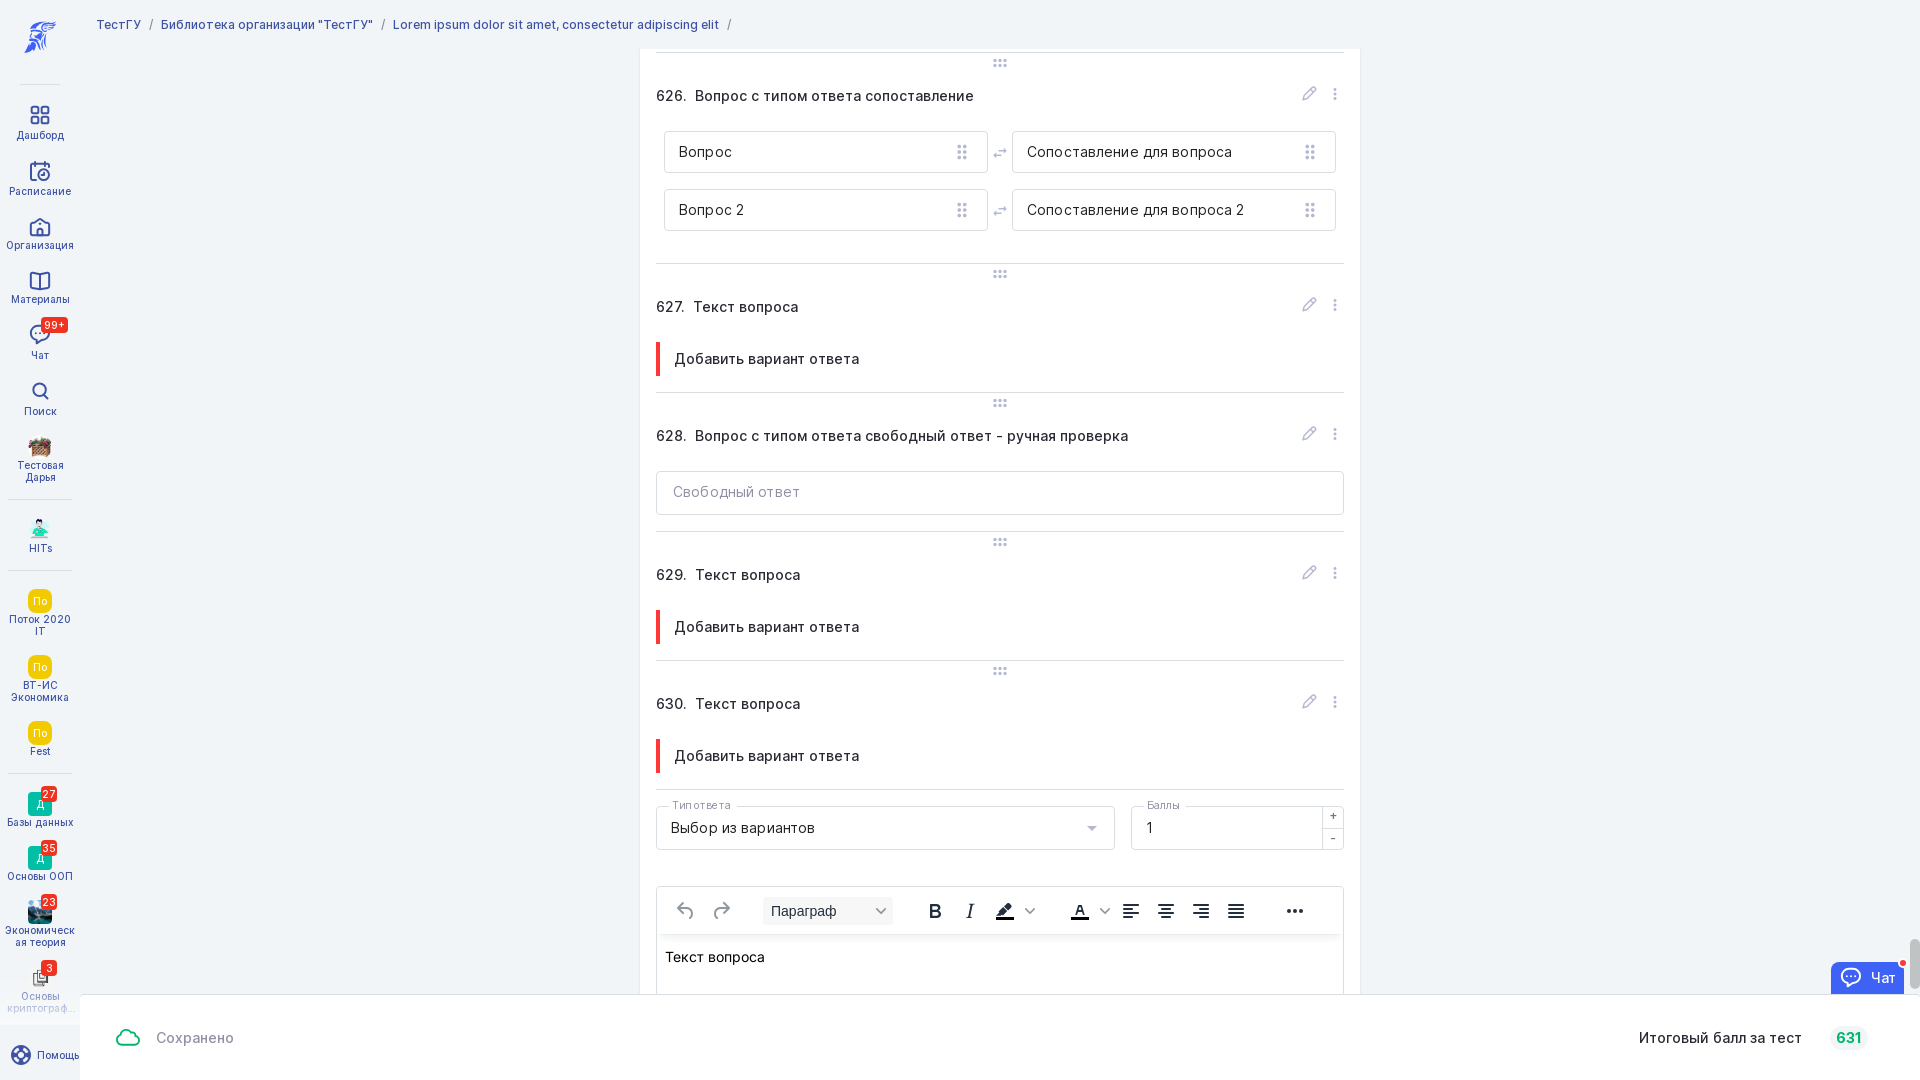 ТестГУ / Библиотека организации "ТестГУ" / Lorem ipsum dolor sit amet, consectetur adipiscing elit /
Дашборд
Расписание
Организация
Материалы
99+
Чат
Поиск
Тестовая
Дарья
HITs
По
Поток 2020
IT
По
ВТ-ИС
Экономика
По
Fest
27
Д
Базы данных
35
Д
Основы ООП
23
Экономическ
ая теория
3
Основы
криптограф...
Помощь
626. Вопрос с типом ответа сопоставление
Вопрос
Сопоставление для вопроса
Вопрос 2
Сопоставление для вопроса 2
627. Текст вопроса
Добавить вариант ответа
628. Вопрос с типом ответа свободный ответ - ручная проверка
Свободный ответ
629. Текст вопроса
Добавить вариант ответа
630. Текст вопроса
Добавить вариант ответа
Тип ответа
Выбор из вариантов
Баллы
1
+
-
Параграф
B I A
Текст вопроса
Чат
Сохранено
Итоговый балл за тест 631